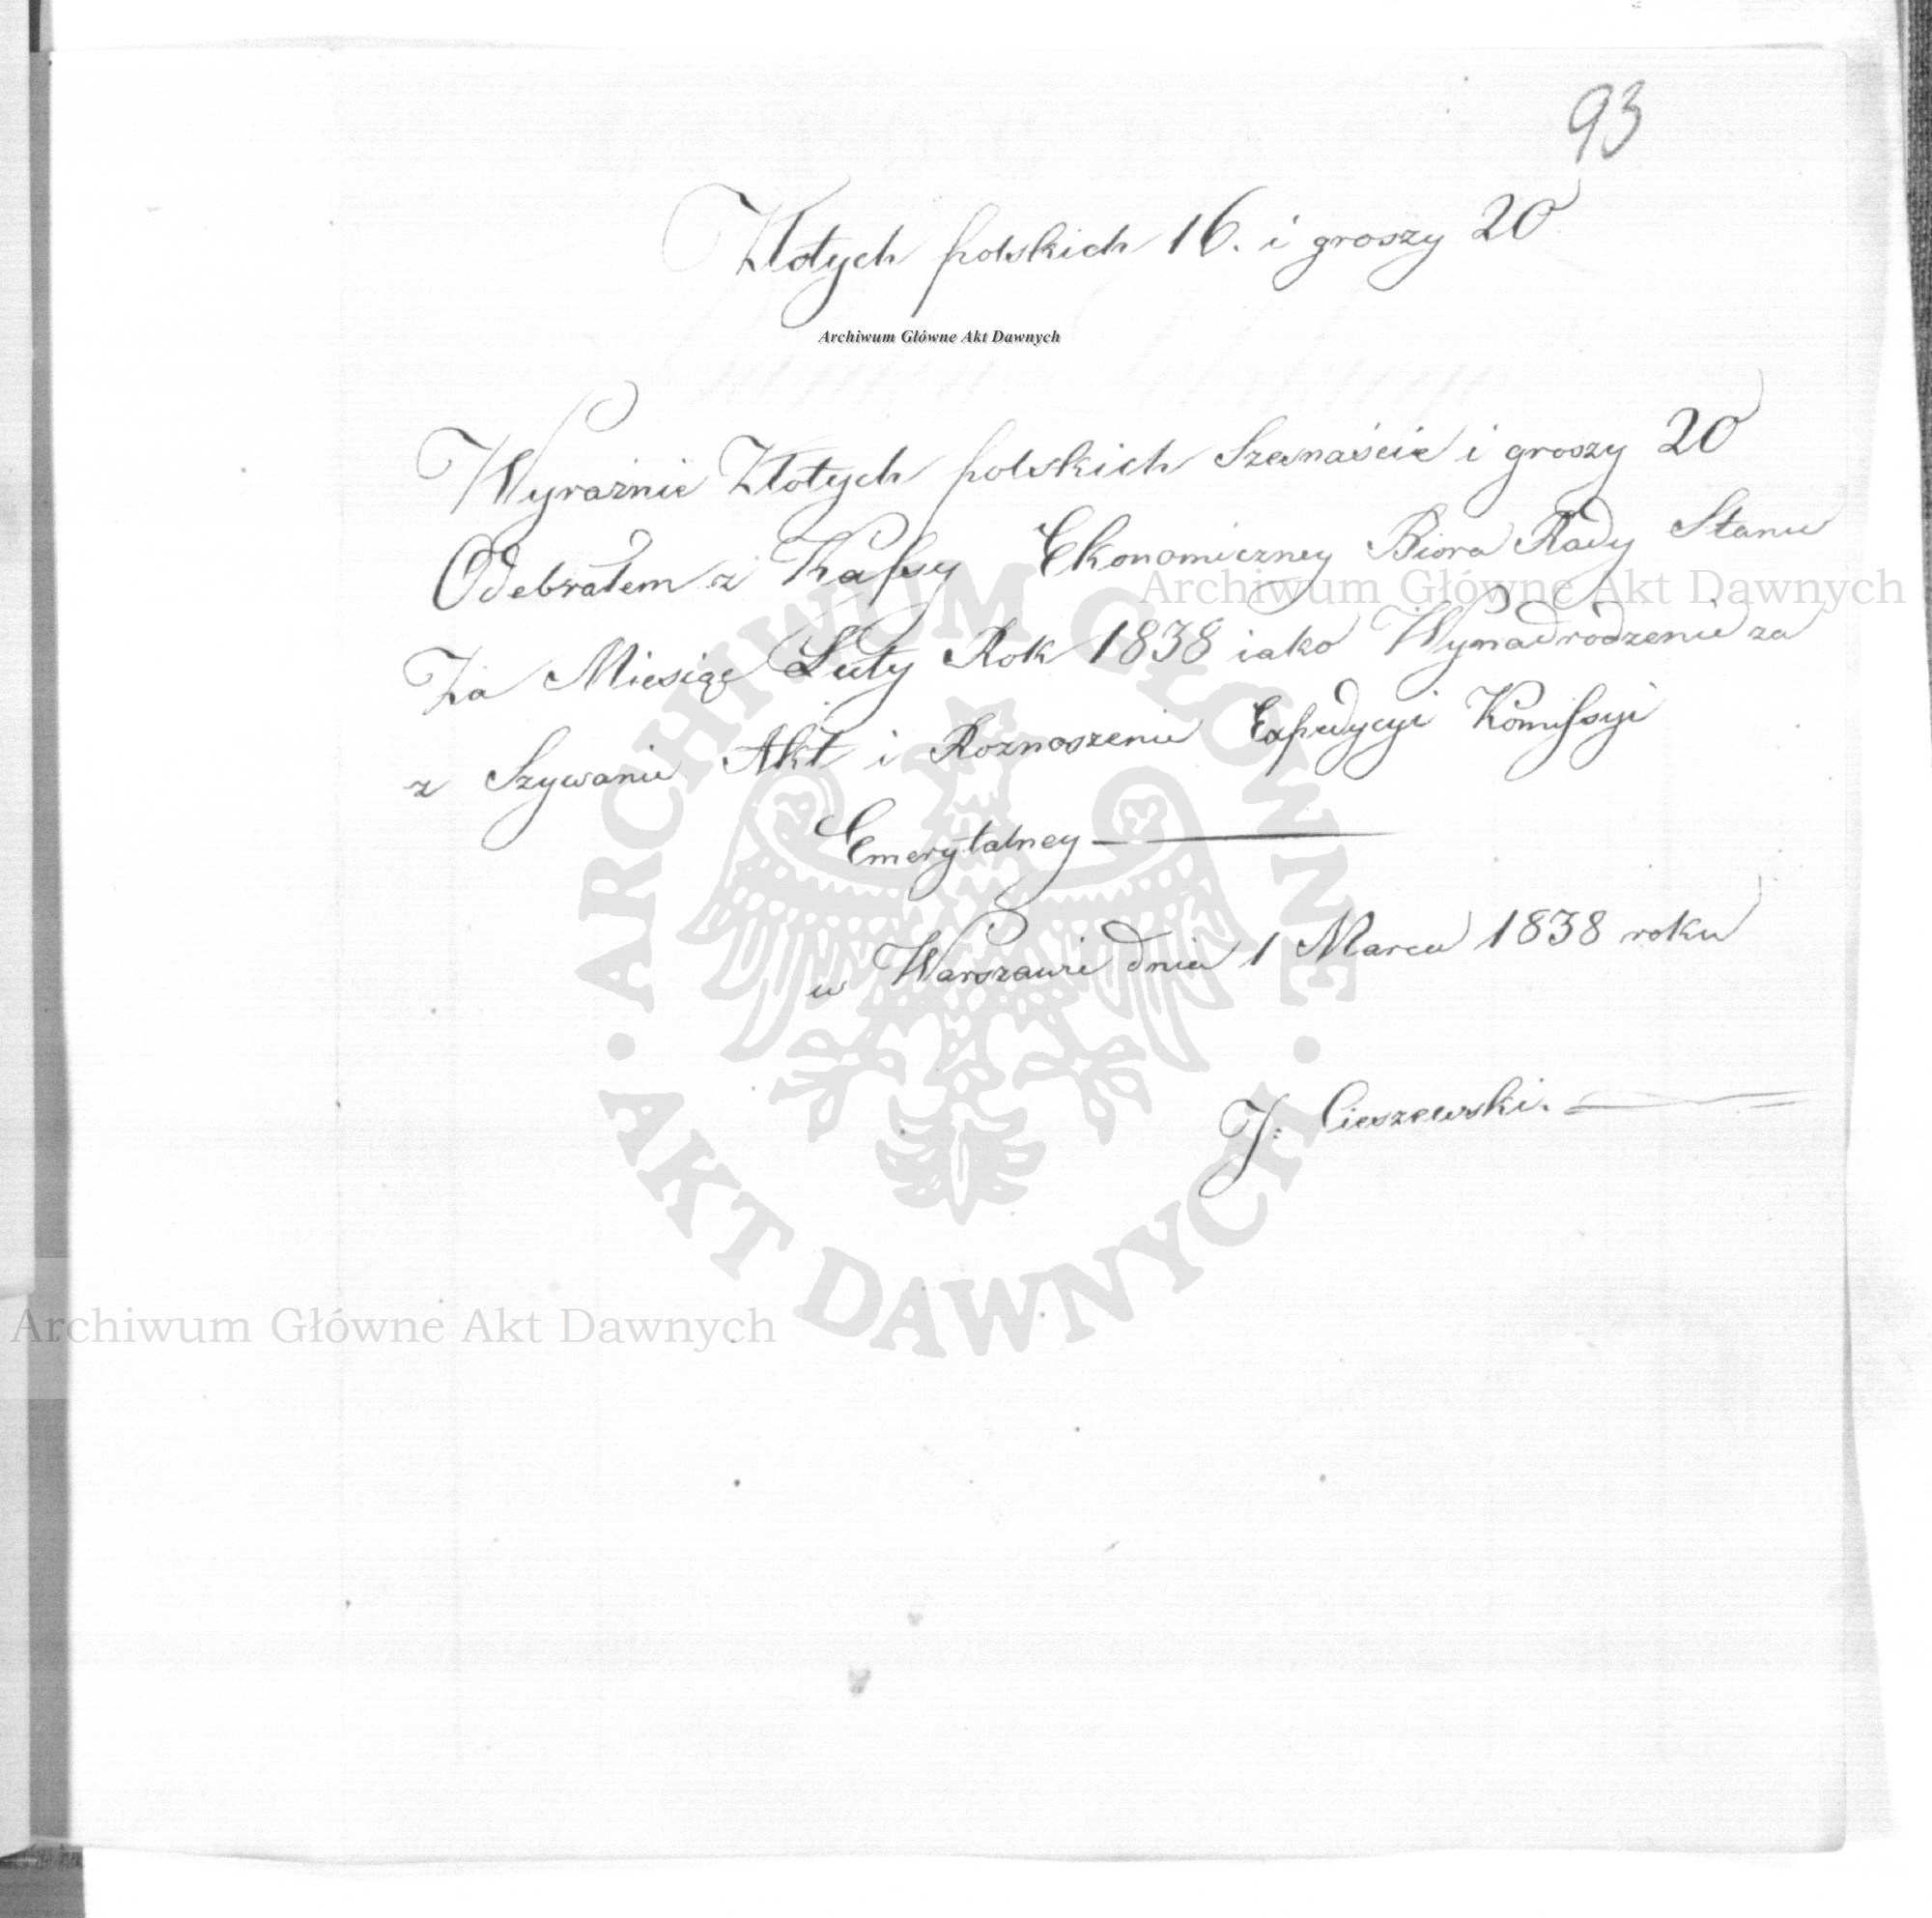 93
Złotych polskich 16. i groszy 20
Archiwum Główne Akt Dawnych
Wyraźnie Złotych polskich Szesnaście i groszy 20
Odebrałem z Kassy Ekonomiczney Biora Rady Stanu
Archiwum Główne Akt Dawnych
Za Miesiąc Luty Rok 1838 iako Wynadrodzenie za
z Szywanie Akt i Roznoszenie Expedycyi Komissyi
Emerytalney
w Warszawie dnia 1 Marca 1838 roku
J: Cieszewski.
ARCHIWUM GŁÓWNE · AKT DAWNYCH ·
Archiwum Główne Akt Dawnych